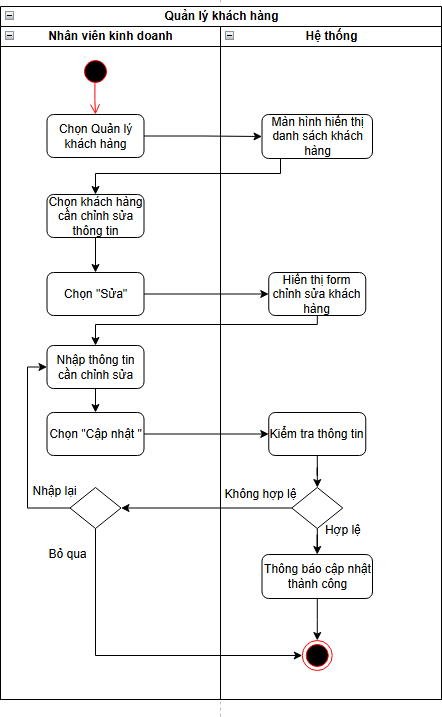 Quản lý khách hàng
Nhân viên kinh doanh
Hệ thống
Chọn Quản lý
khách hàng
Màn hình hiển thị
danh sách khách
hàng
Chọn khách hàng
cần chỉnh sửa
thông tin
Chọn "Sửa"
Hiển thị form
chỉnh sửa khách
hàng
Nhập thông tin
cần chỉnh sửa
Chọn "Cập nhật "
Kiểm tra thông tin
Nhập lại
Không hợp lệ
Hợp lệ
Bỏ qua
Thông báo cập nhật
thành công